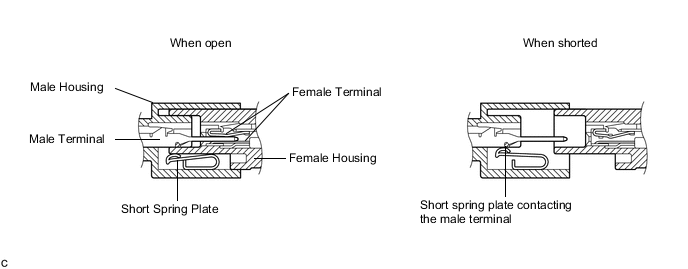 When open
When shorted
Male Housing
Female Terminal
Male Terminal
Female Housing
Short Spring Plate
Short spring plate contacting
the male terminal
C